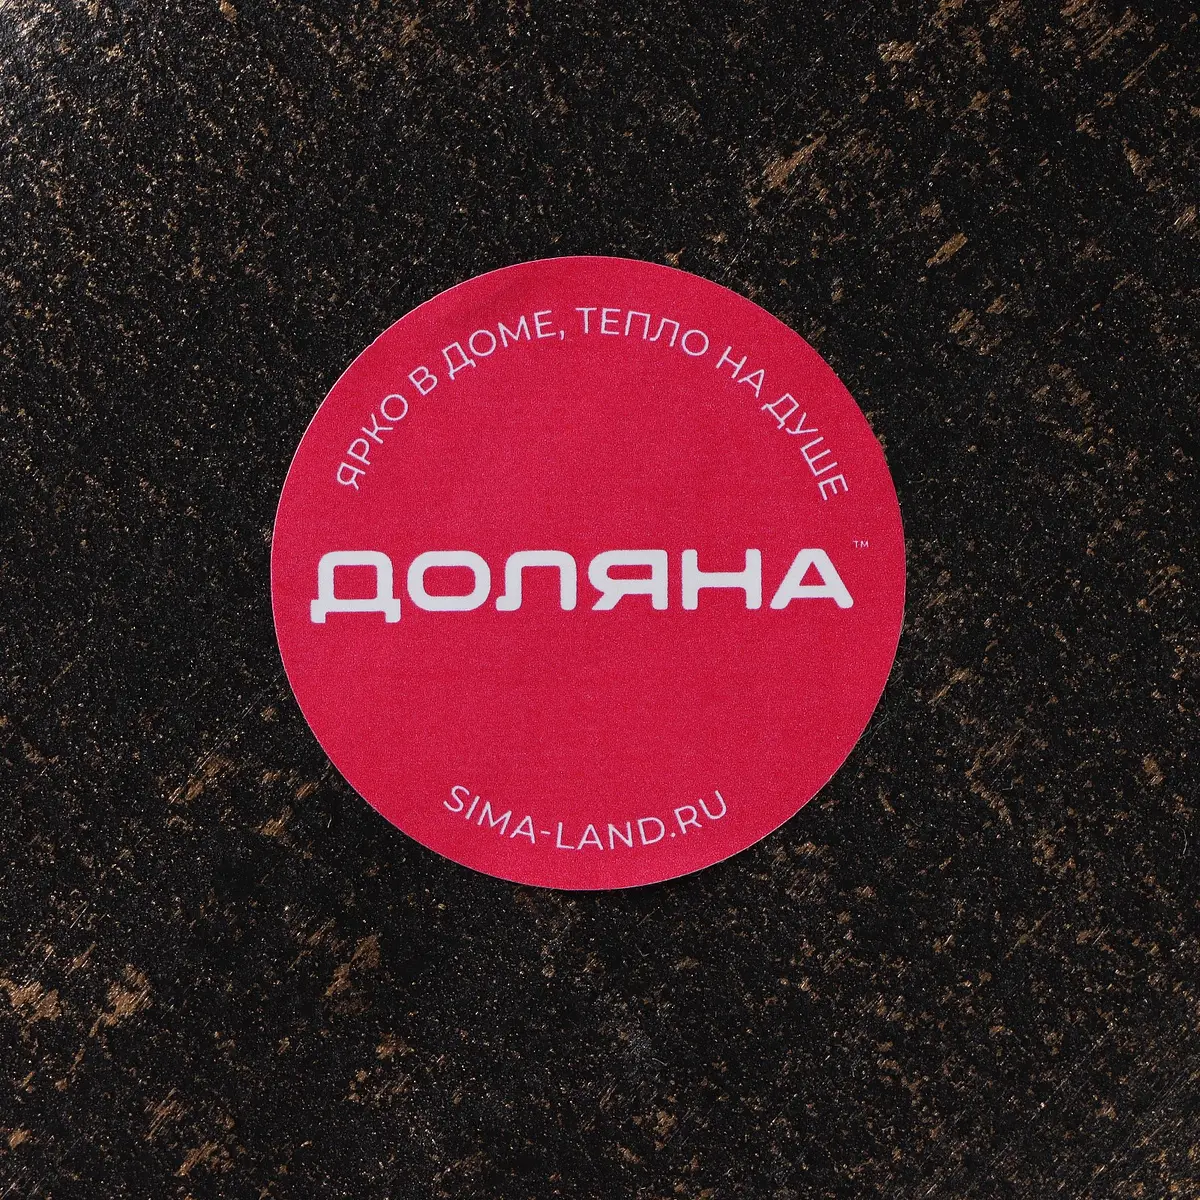 ЯРКО В ДОМЕ, ТЕПЛО НА ДУШЕ
ДОЛЯНА™
SIMA-LAND.RU